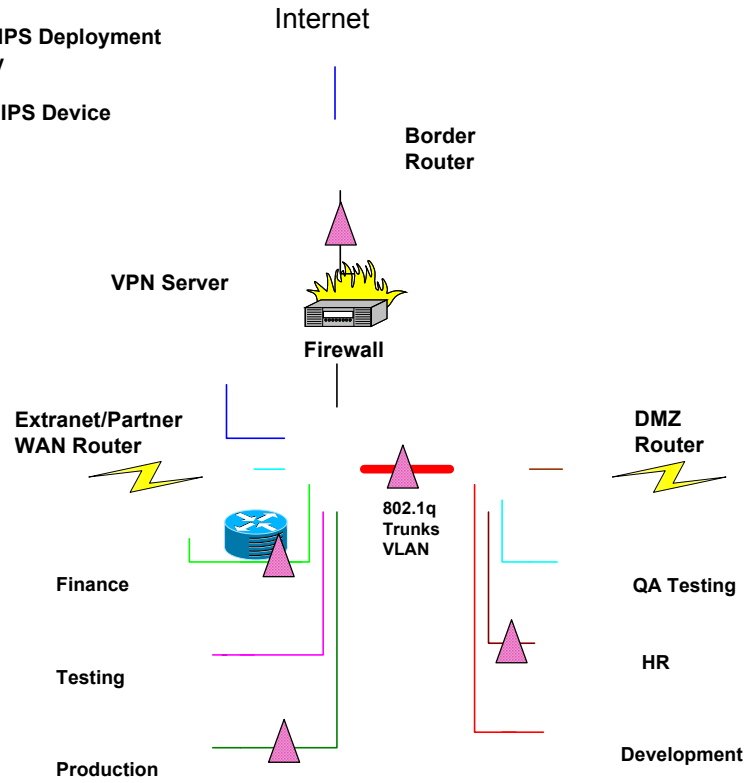 Internet
IPS Deployment
IPS Device
Border
Router
VPN Server
Firewall
Extranet/Partner
WAN Router
DMZ
Router
802.1q
Trunks
VLAN
Finance
QA Testing
HR
Testing
Development
Production